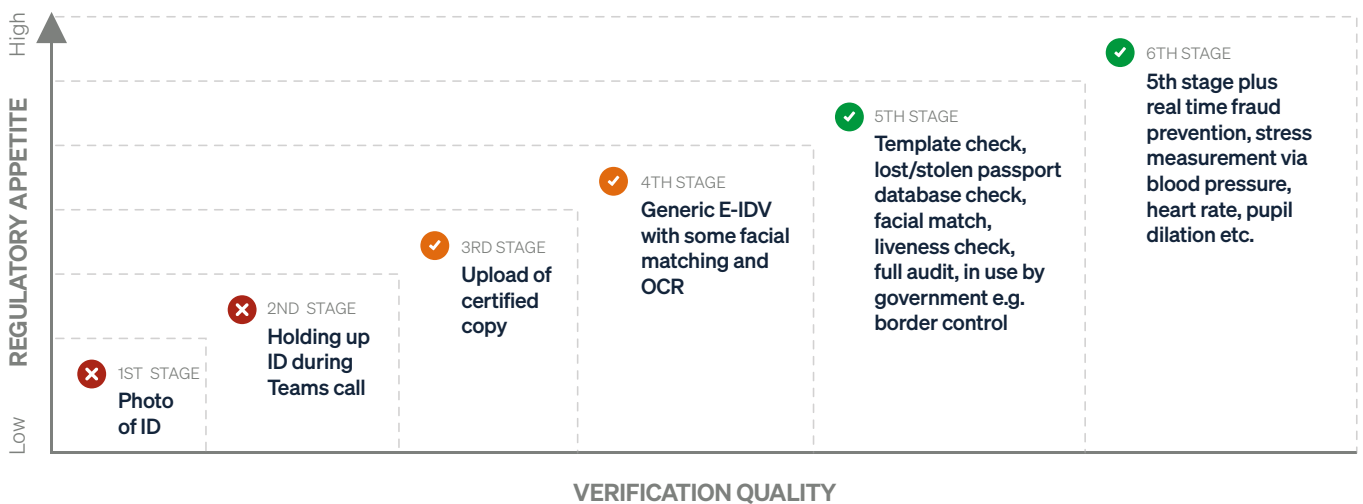 High
REGULATORY APPETITE
Low
1ST STAGE
Photo
of ID
2ND STAGE
Holding up
ID during
Teams call
3RD STAGE
Upload of
certified
copy
4TH STAGE
Generic E-IDV
with some facial
matching and
OCR
5TH STAGE
Template check,
lost/stolen passport
database check,
facial match,
liveness check,
full audit, in use by
government e.g.
border control
6TH STAGE
5th stage plus
real time fraud
prevention, stress
measurement via
blood pressure,
heart rate, pupil
dilation etc.
VERIFICATION QUALITY